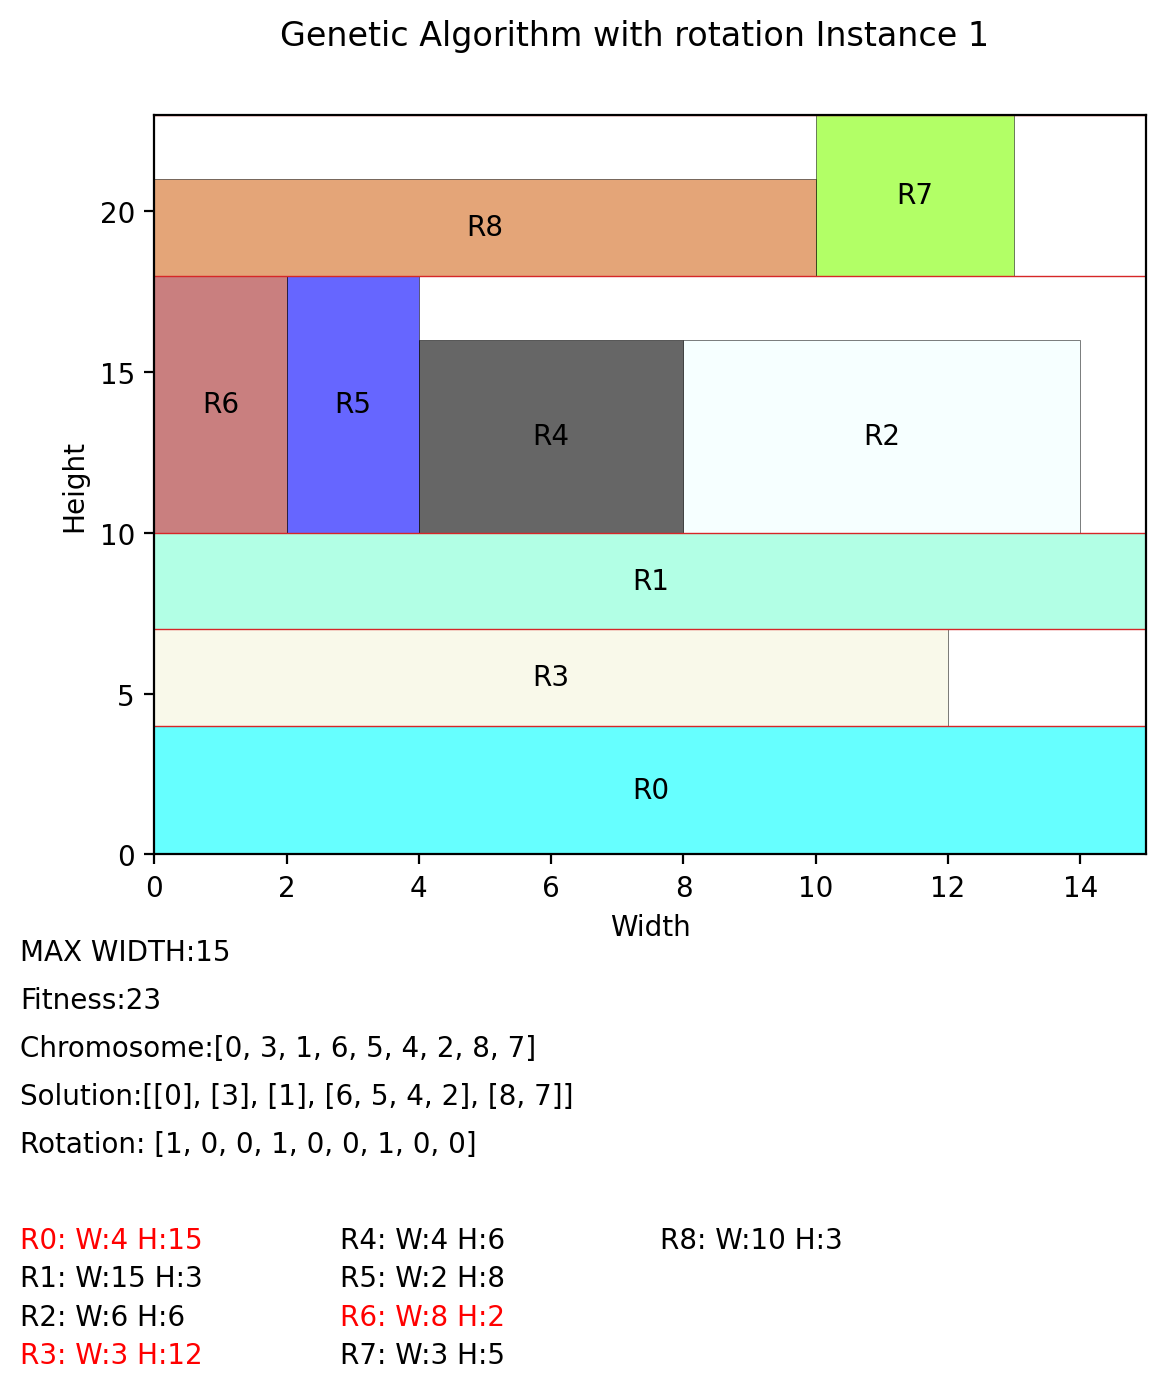 Genetic Algorithm with rotation Instance 1
20
15
10
5
0
Height
R7
R8
R6
R5
R4
R2
R1
R3
R0
0 2 4 6 8 10 12 14
Width
MAX WIDTH:15
Fitness:23
Chromosome:[0, 3, 1, 6, 5, 4, 2, 8, 7]
Solution:[[0], [3], [1], [6, 5, 4, 2], [8, 7]]
Rotation: [1, 0, 0, 1, 0, 0, 1, 0, 0]
R0: W:4 H:15
R1: W:15 H:3
R2: W:6 H:6
R3: W:3 H:12
R4: W:4 H:6
R5: W:2 H:8
R6: W:8 H:2
R7: W:3 H:5
R8: W:10 H:3